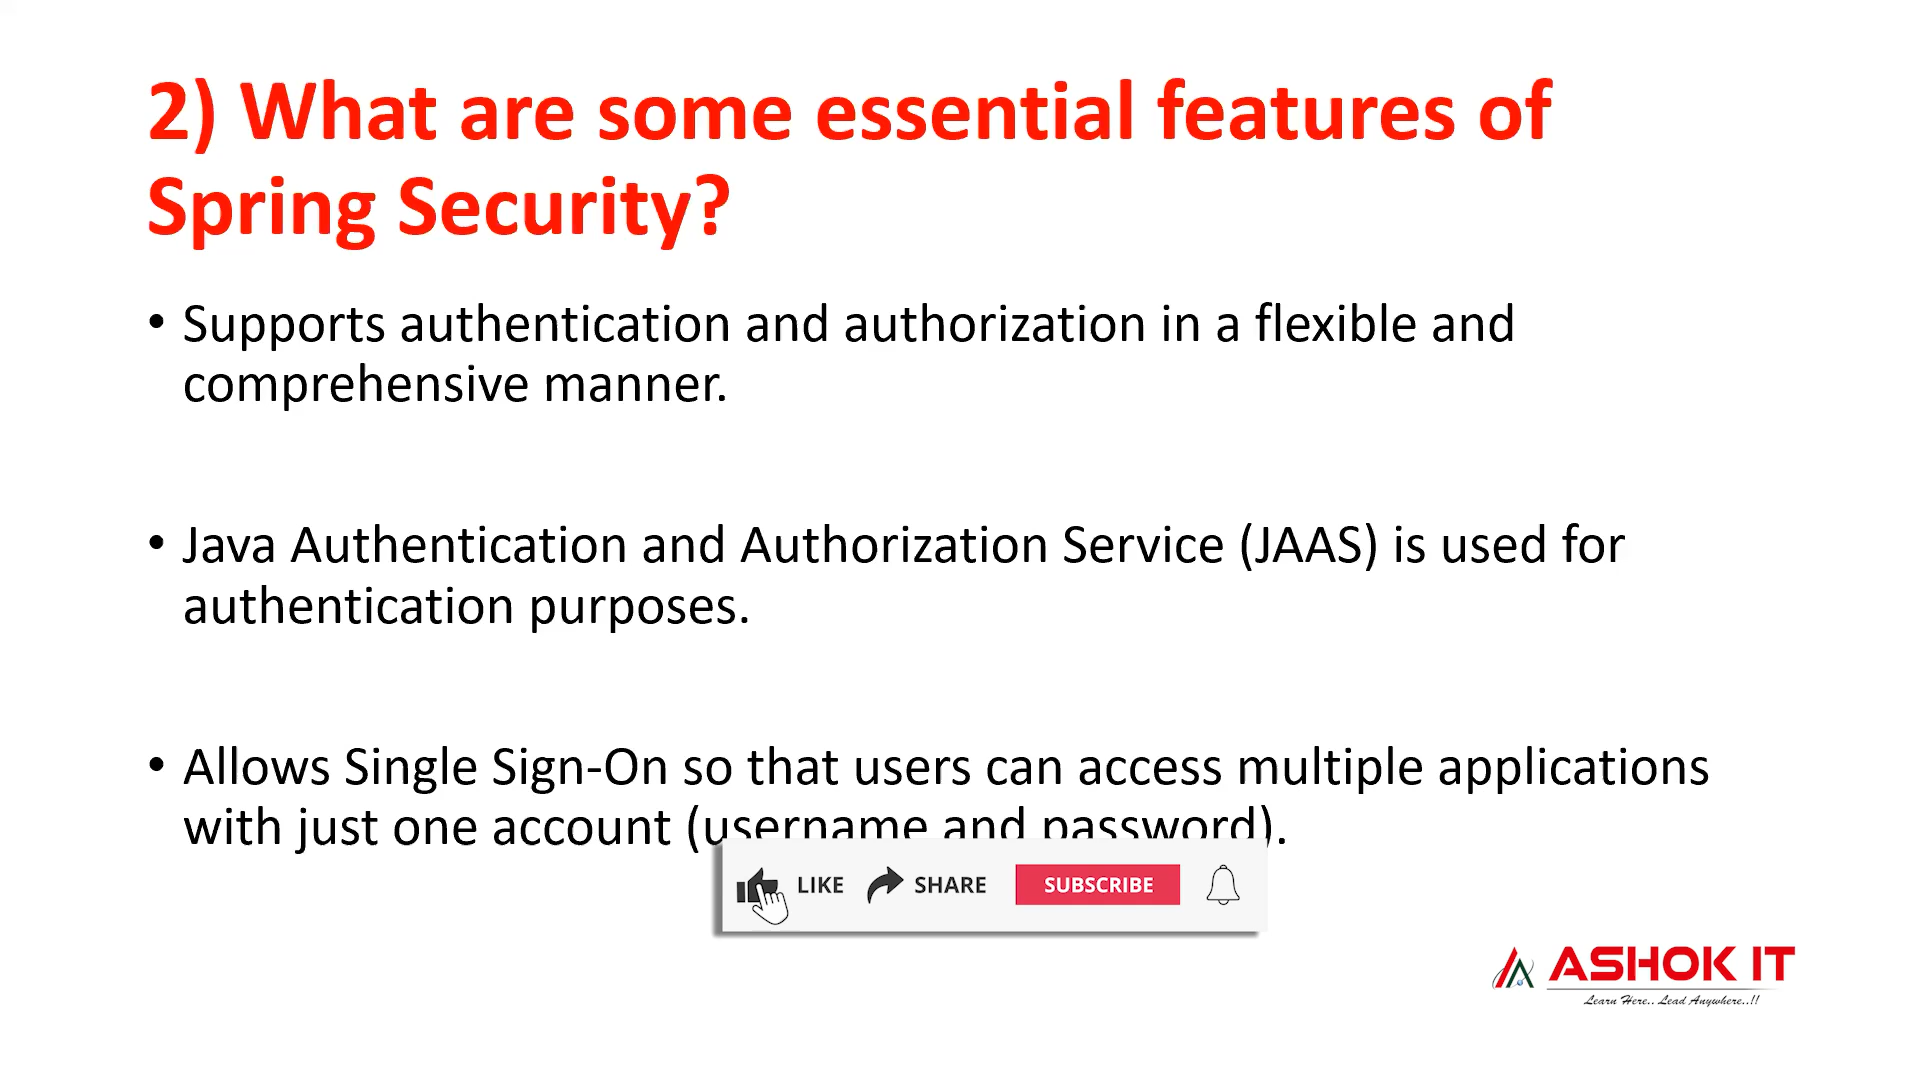 2) What are some essential features of
Spring Security?
• Supports authentication and authorization in a flexible and
comprehensive manner.
• Java Authentication and Authorization Service (JAAS) is used for
authentication purposes.
• Allows Single Sign-On so that users can access multiple applications
with just one account (username and password).
LIKE SHARE SUBSCRIBE
ASHOK IT
Learn Here.. Lead Anywhere..!!